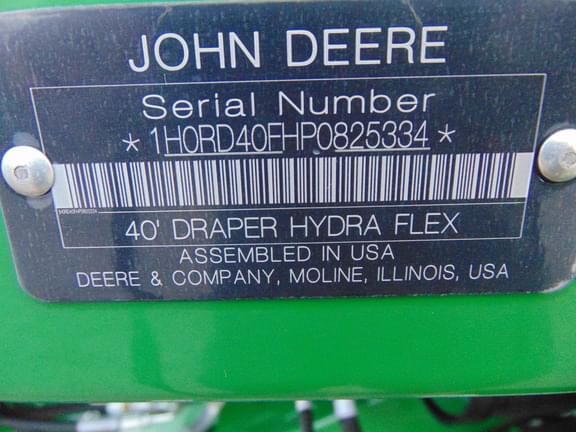 JOHN DEERE
Serial Number
*1H0RD40FHP0825334*
40' DRAPER HYDRA FLEX
ASSEMBLED IN USA
DEERE & COMPANY, MOLINE, ILLINOIS, USA